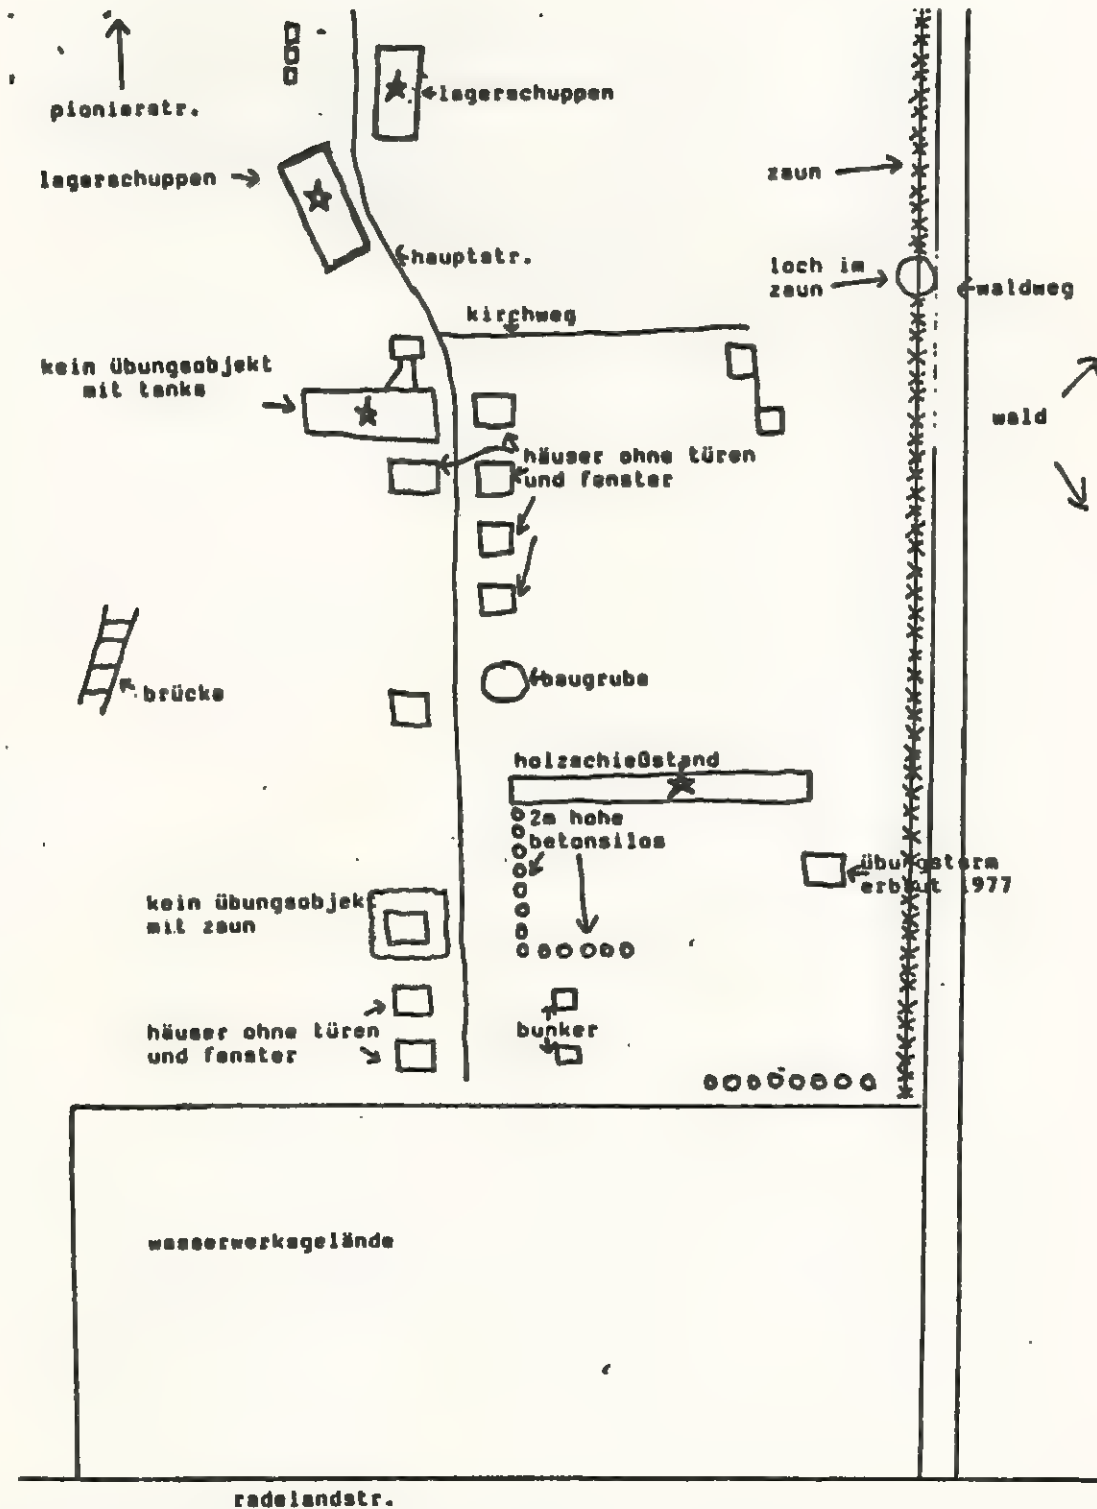 pionierstr.
lagerschuppen
lagerschuppen
zaun
hauptstr.
loch im
zaun
waldweg
kirchweg
kein übungsobjekt
mit tanks
wald
häuser ohne türen
und fenster
brücke
baugrube
holzschießstand
2m hohe
betonsilos
übungsturm
erbaut 1977
kein übungsobjekt
mit zaun
häuser ohne türen
und fenster
bunker
wasserwerksgelände
radelandstr.